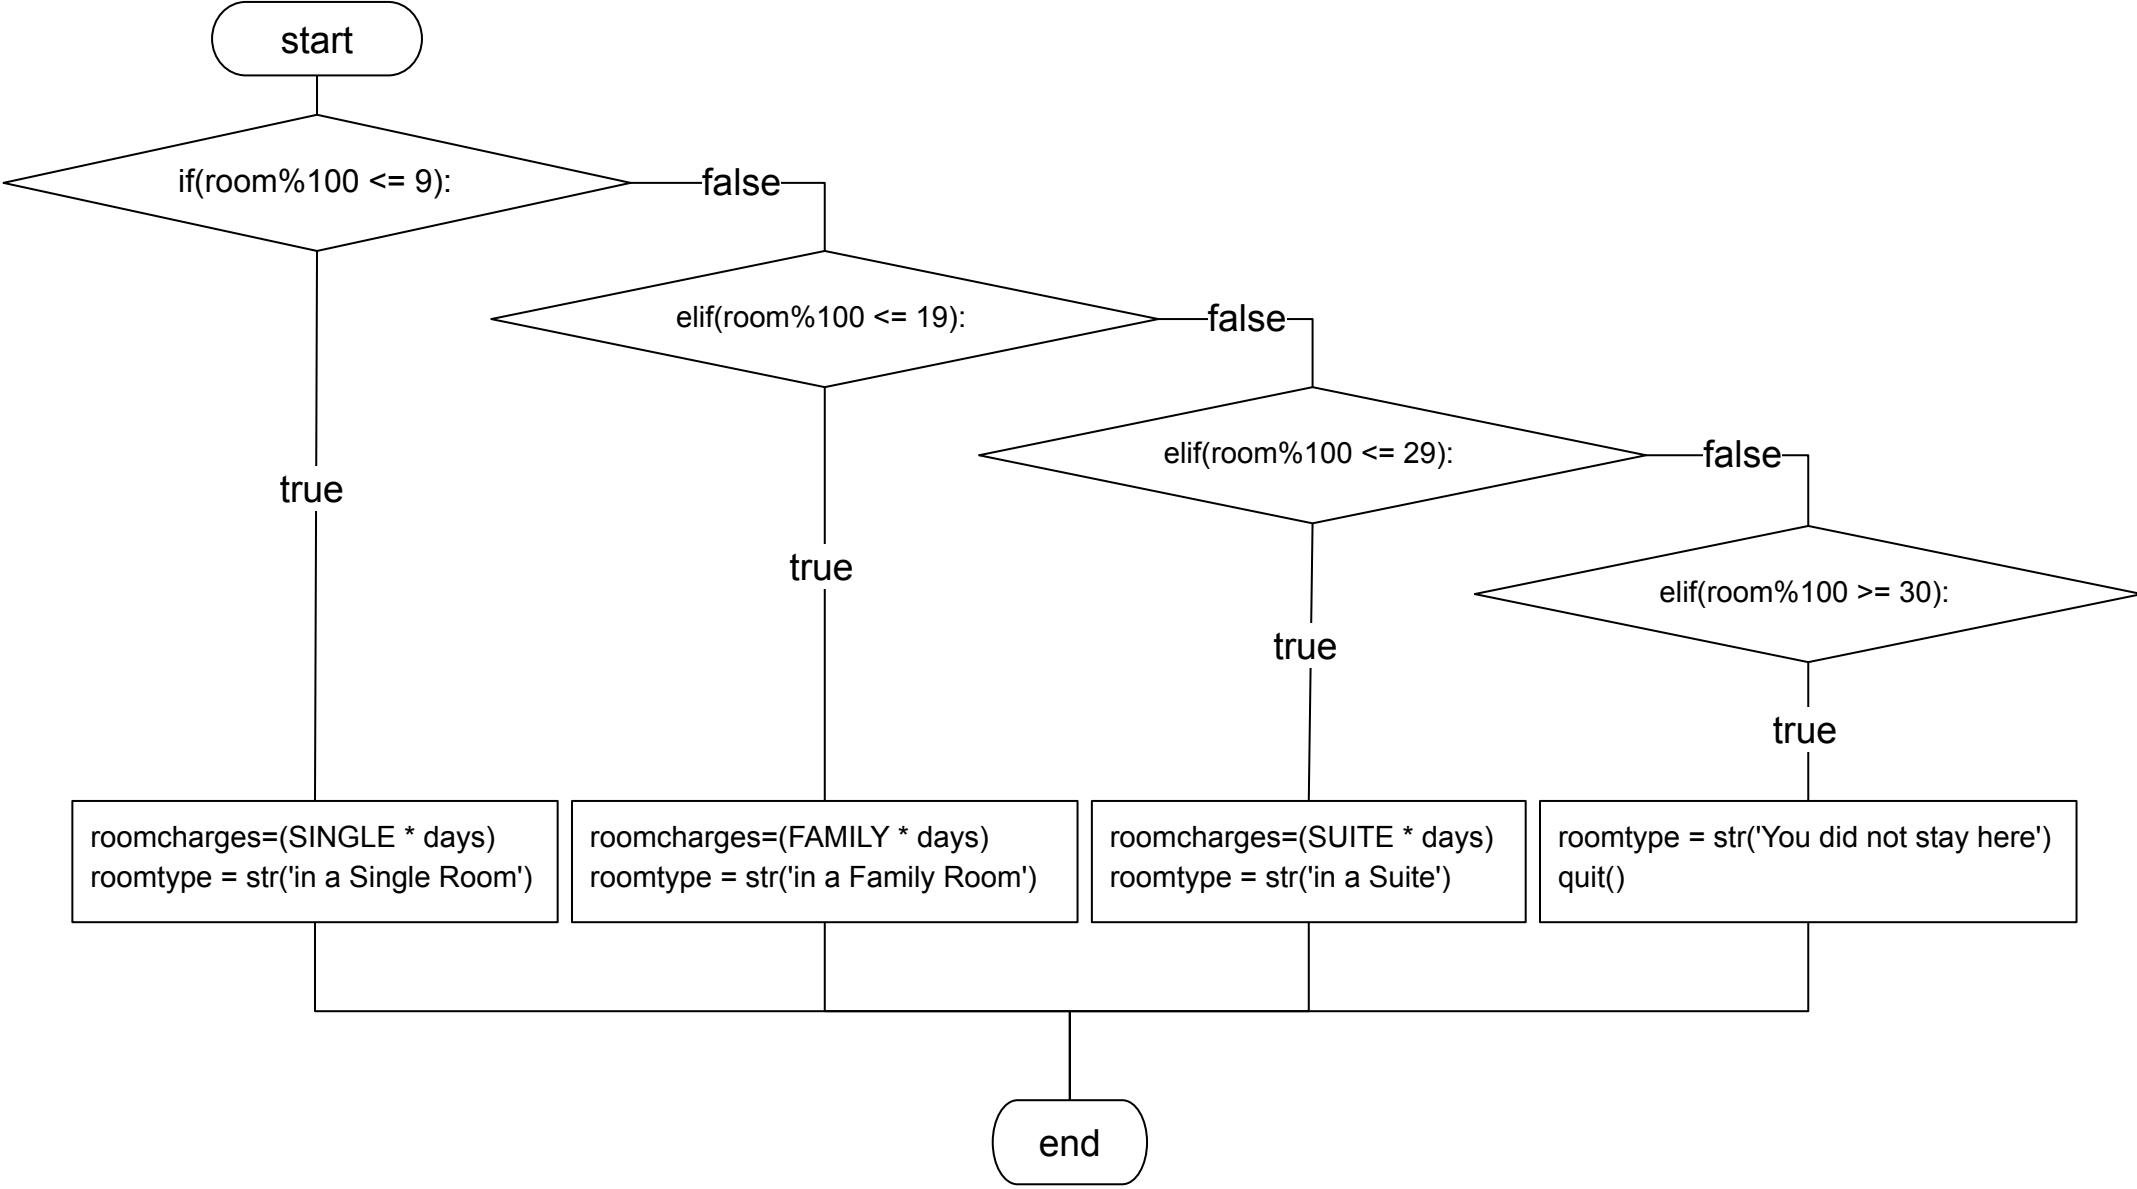 start
if(room%100 <= 9):
false
elif(room%100 <= 19):
false
elif(room%100 <= 29):
false
true
true
elif(room%100 >= 30):
true
true
roomcharges=(SINGLE * days)
roomtype = str('in a Single Room')
roomcharges=(FAMILY * days)
roomtype = str('in a Family Room')
roomcharges=(SUITE * days)
roomtype = str('in a Suite')
roomtype = str('You did not stay here')
quit()
end